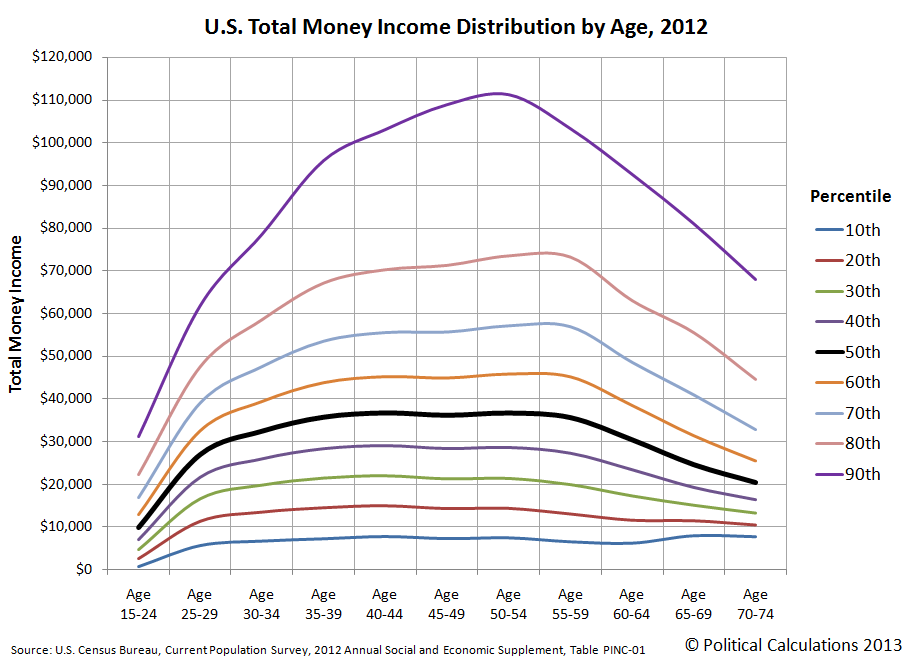 U.S. Total Money Income Distribution by Age, 2012
$120,000
$110,000
$100,000
$90,000
$80,000
$70,000
$60,000
$50,000
$40,000
$30,000
$20,000
$10,000
$0
Total Money Income
Age 15-24
Age 25-29
Age 30-34
Age 35-39
Age 40-44
Age 45-49
Age 50-54
Age 55-59
Age 60-64
Age 65-69
Age 70-74
Percentile
10th
20th
30th
40th
50th
60th
70th
80th
90th
Source: U.S. Census Bureau, Current Population Survey, 2012 Annual Social and Economic Supplement, Table PINC-01
© Political Calculations 2013